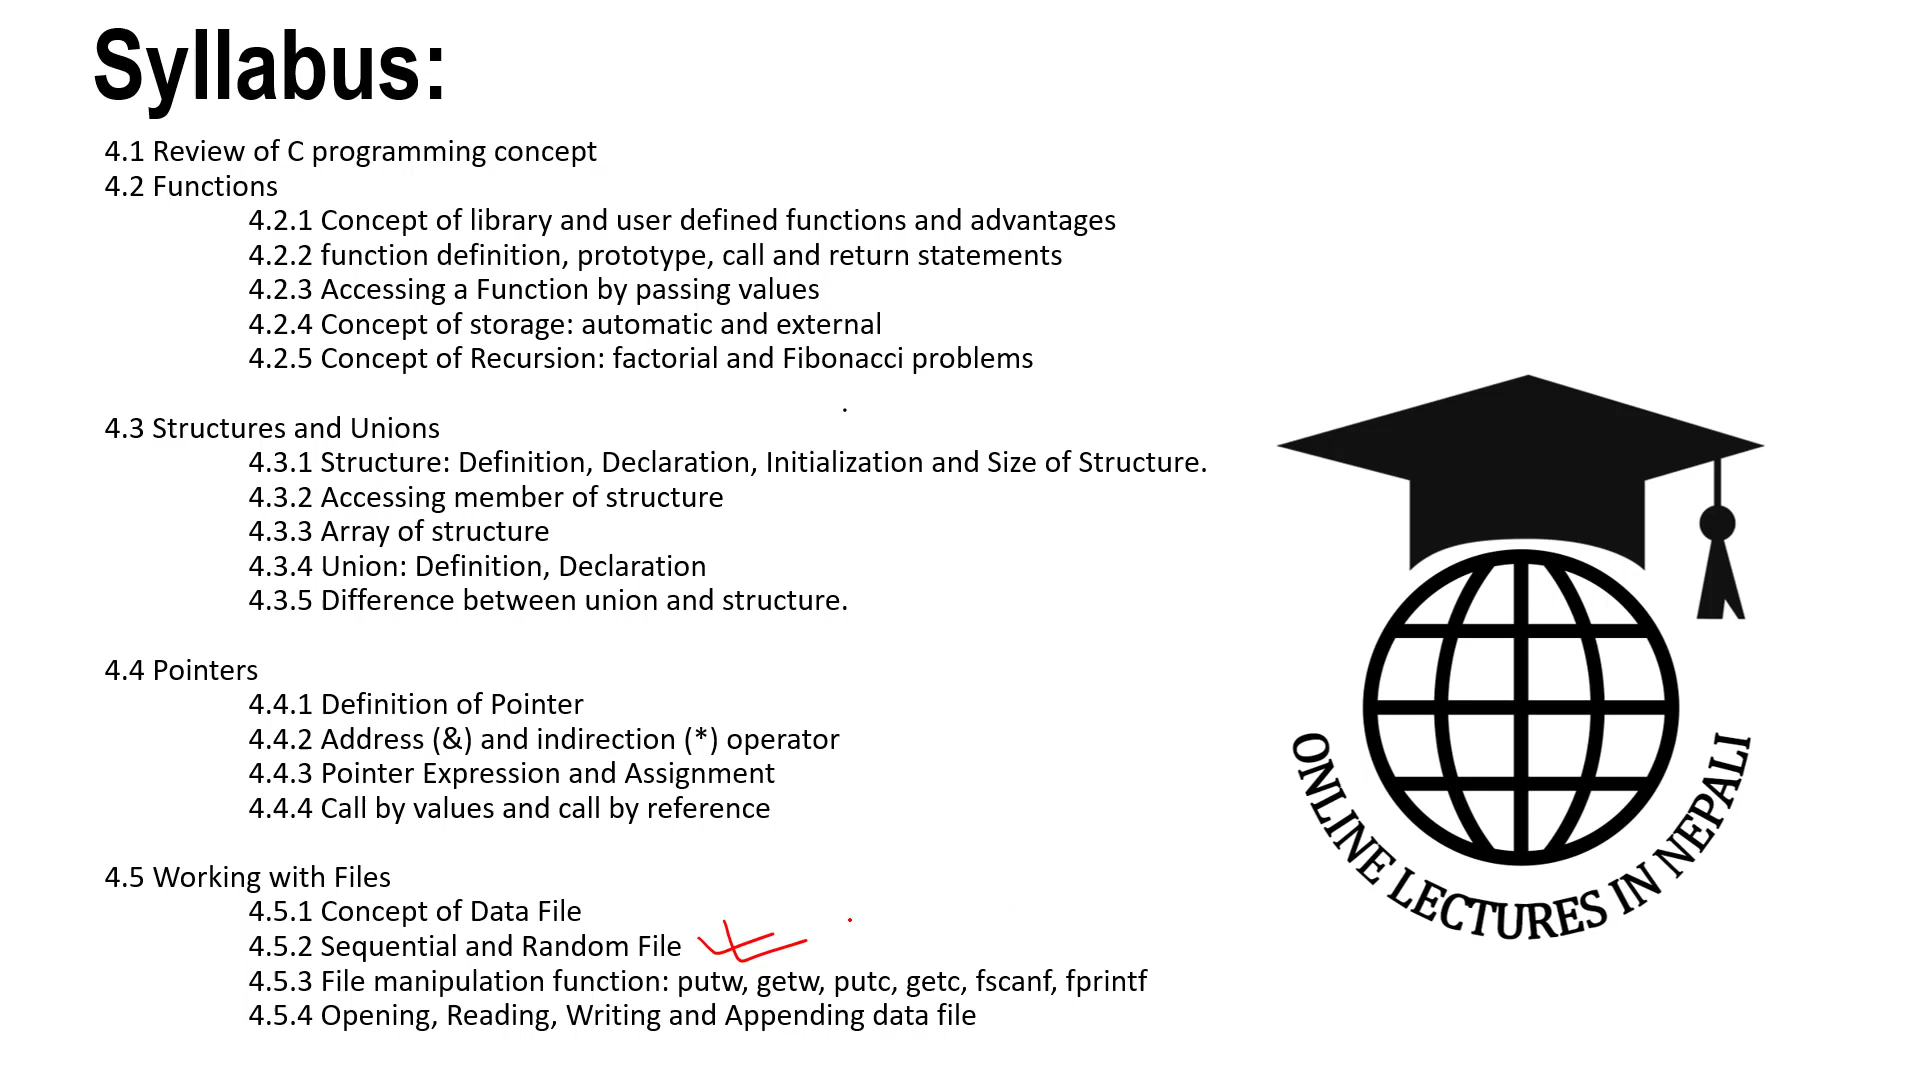 Syllabus:
4.1 Review of C programming concept
4.2 Functions
4.2.1 Concept of library and user defined functions and advantages
4.2.2 function definition, prototype, call and return statements
4.2.3 Accessing a Function by passing values
4.2.4 Concept of storage: automatic and external
4.2.5 Concept of Recursion: factorial and Fibonacci problems
4.3 Structures and Unions
4.3.1 Structure: Definition, Declaration, Initialization and Size of Structure.
4.3.2 Accessing member of structure
4.3.3 Array of structure
4.3.4 Union: Definition, Declaration
4.3.5 Difference between union and structure.
4.4 Pointers
4.4.1 Definition of Pointer
4.4.2 Address (&) and indirection (*) operator
4.4.3 Pointer Expression and Assignment
4.4.4 Call by values and call by reference
4.5 Working with Files
4.5.1 Concept of Data File
4.5.2 Sequential and Random File
4.5.3 File manipulation function: putw, getw, putc, getc, fscanf, fprintf
4.5.4 Opening, Reading, Writing and Appending data file
ONLINE LECTURES IN NEPALI